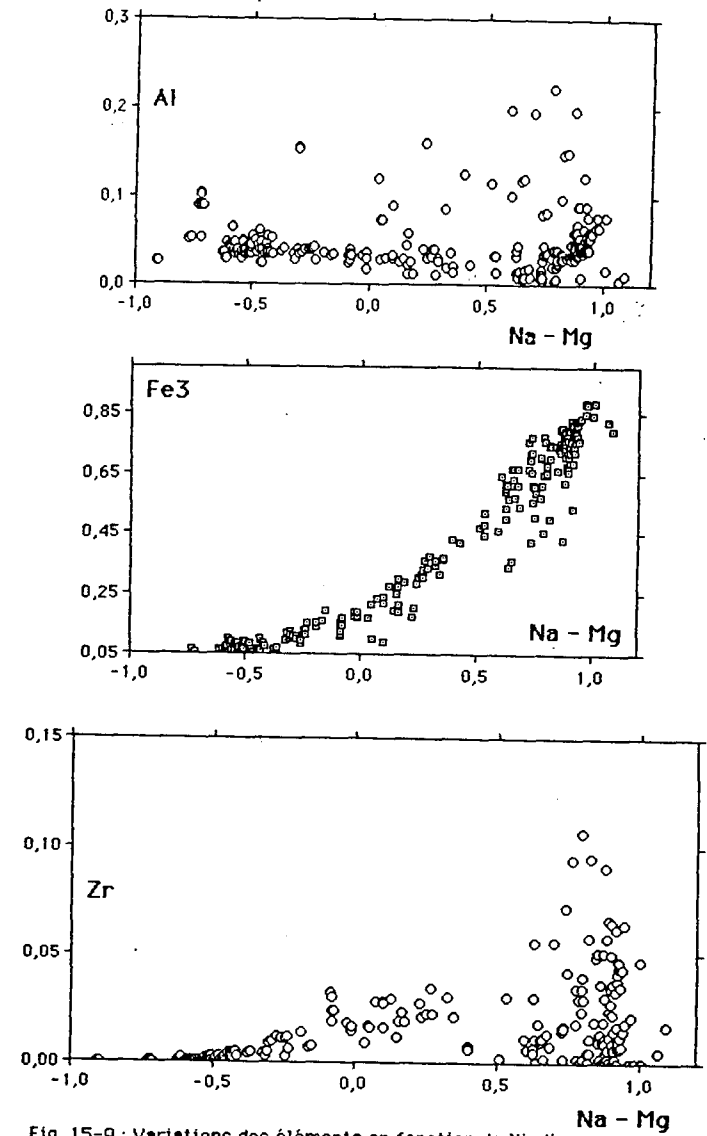 0,3
Al
0,2
0,1
0,0
-1,0 -0,5 0,0 0,5 1,0
Na - Mg
Fe3
0,85
0,65
0,45
0,25
0,05
Na - Mg
-1,0 -0,5 0,0 0,5 1,0
0,15
0,10
Zr
0,05
0,00
-1,0 -0,5 0,0 0,5 1,0
Na - Mg
Fig. 15-9 : Variations des éléments en fonction de